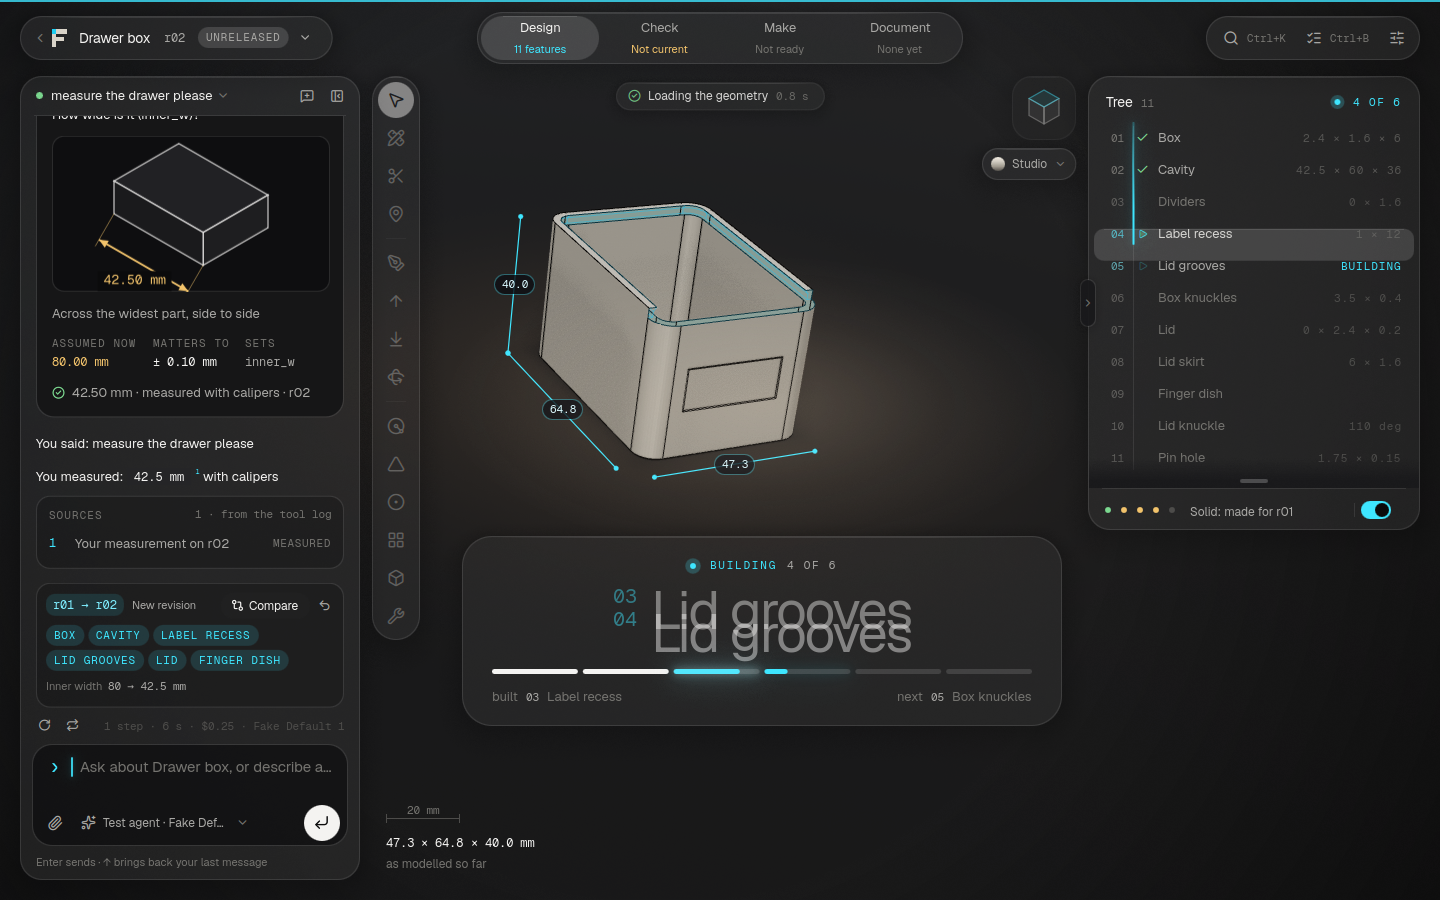 Drawer box r02 UNRELEASED
Design
11 features
Check
Not current
Make
Not ready
Document
None yet
Ctrl+K
Ctrl+B
measure the drawer please
How wide is it (inner_w)?
42.50 mm
Across the widest part, side to side
ASSUMED NOW MATTERS TO SETS
80.00 mm ± 0.10 mm inner_w
42.50 mm · measured with calipers · r02
You said: measure the drawer please
You measured: 42.5 mm 1 with calipers
SOURCES 1 · from the tool log
1 Your measurement on r02 MEASURED
r01 → r02 New revision Compare
BOX CAVITY LABEL RECESS
LID GROOVES LID FINGER DISH
Inner width 80 → 42.5 mm
1 step · 6 s · $0.25 · Fake Default 1
Ask about Drawer box, or describe a...
Test agent · Fake Def...
Enter sends · ↑ brings back your last message
Loading the geometry 0.8 s
Studio
40.0
64.8
47.3
BUILDING 4 OF 6
03 Lid grooves
04 Lid grooves
built 03 Label recess
next 05 Box knuckles
20 mm
47.3 × 64.8 × 40.0 mm
as modelled so far
Tree 11 4 OF 6
01 Box 2.4 × 1.6 × 6
02 Cavity 42.5 × 60 × 36
03 Dividers 0 × 1.6
04 Label recess 1 × 12
05 Lid grooves BUILDING
06 Box knuckles 3.5 × 0.4
07 Lid 0 × 2.4 × 0.2
08 Lid skirt 6 × 1.6
09 Finger dish
10 Lid knuckle 110 deg
11 Pin hole 1.75 × 0.15
Solid: made for r01